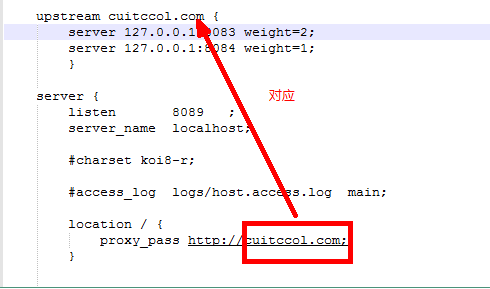 upstream cuitccol.com {
server 127.0.0.1 083 weight=2;
server 127.0.0.1:8084 weight=1;
}
server {
listen 8089 ;
对应
server_name localhost;
#charset koi8-r;
#access_log logs/host.access.log main;
location / {
proxy_pass http://cuitccol.com;
}